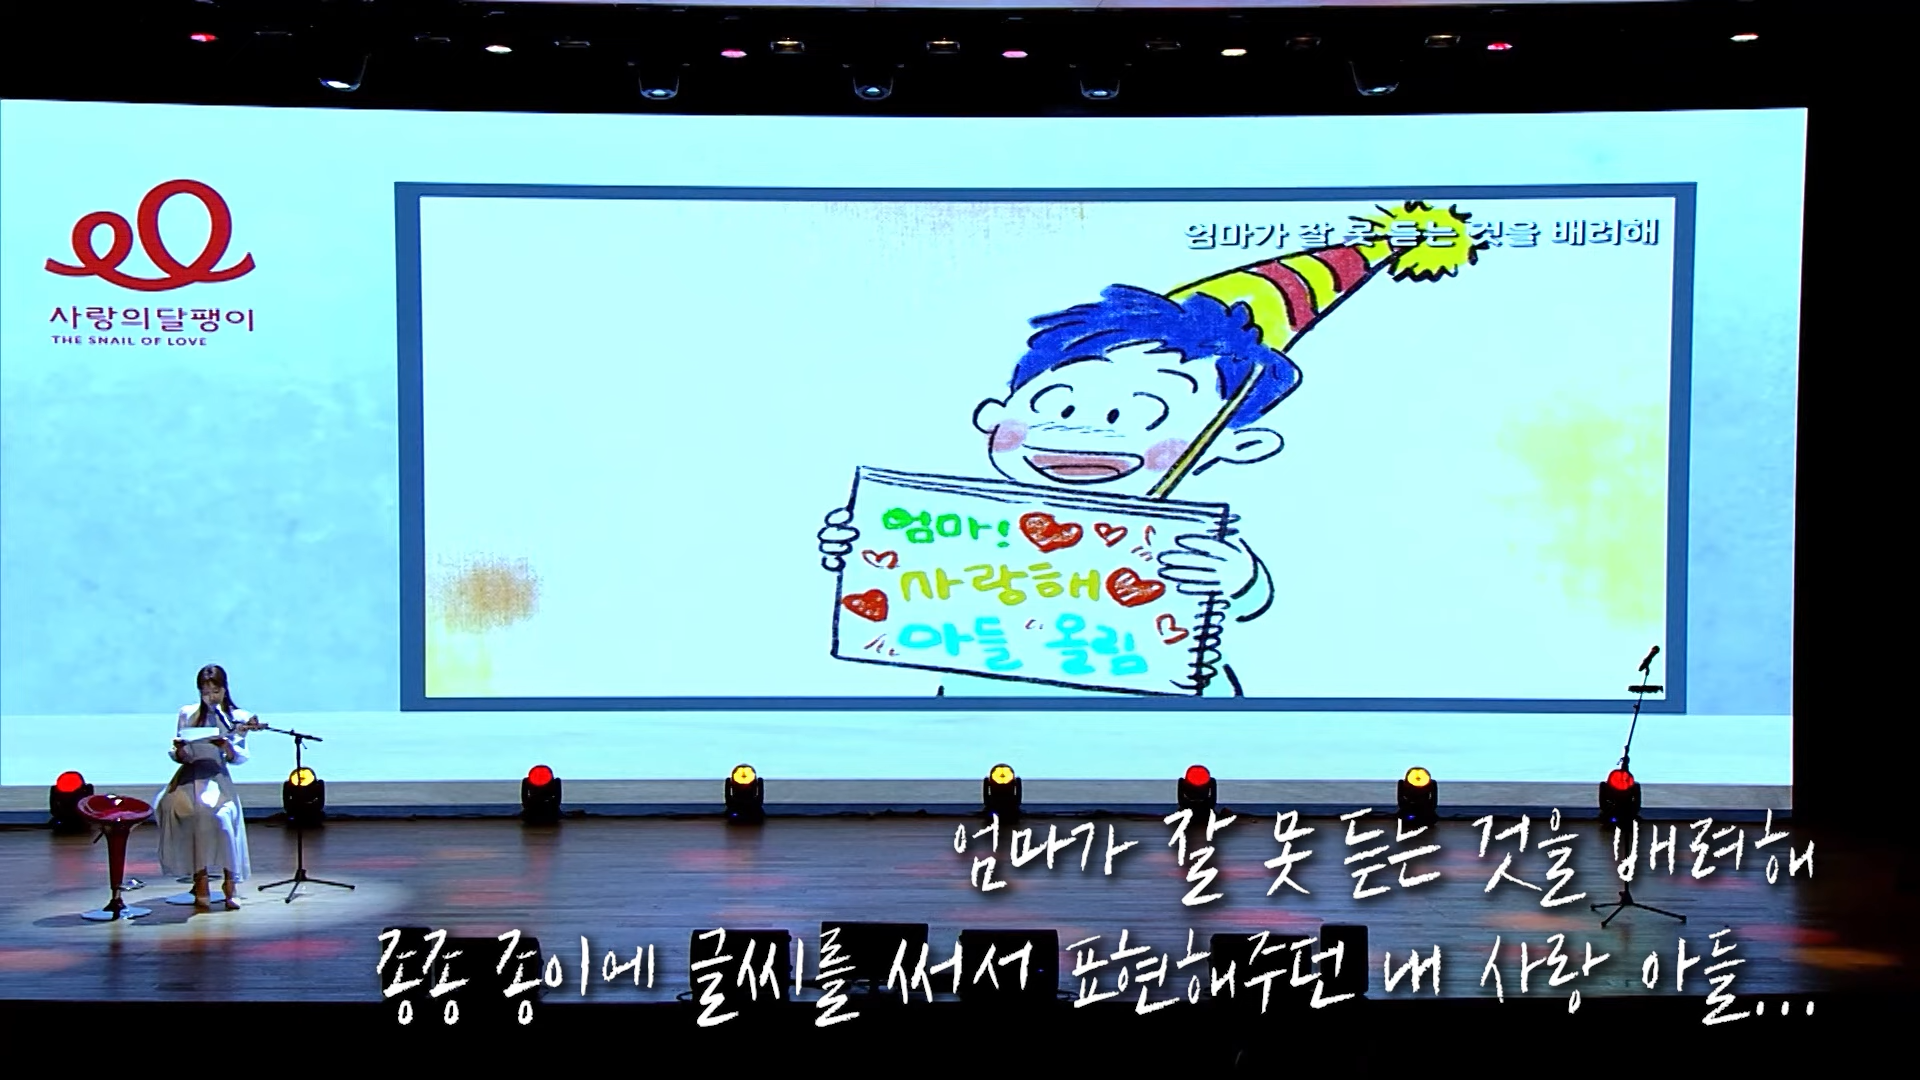 엄마가 잘 못 듣는 것을 배려해
사랑의달팽이
THE SNAIL OF LOVE
엄마!
사랑해
아들 올림
엄마가 잘 못 듣는 것을 배려해
종종 종이에 글씨를 써서 표현해주던 내 사랑 아들...